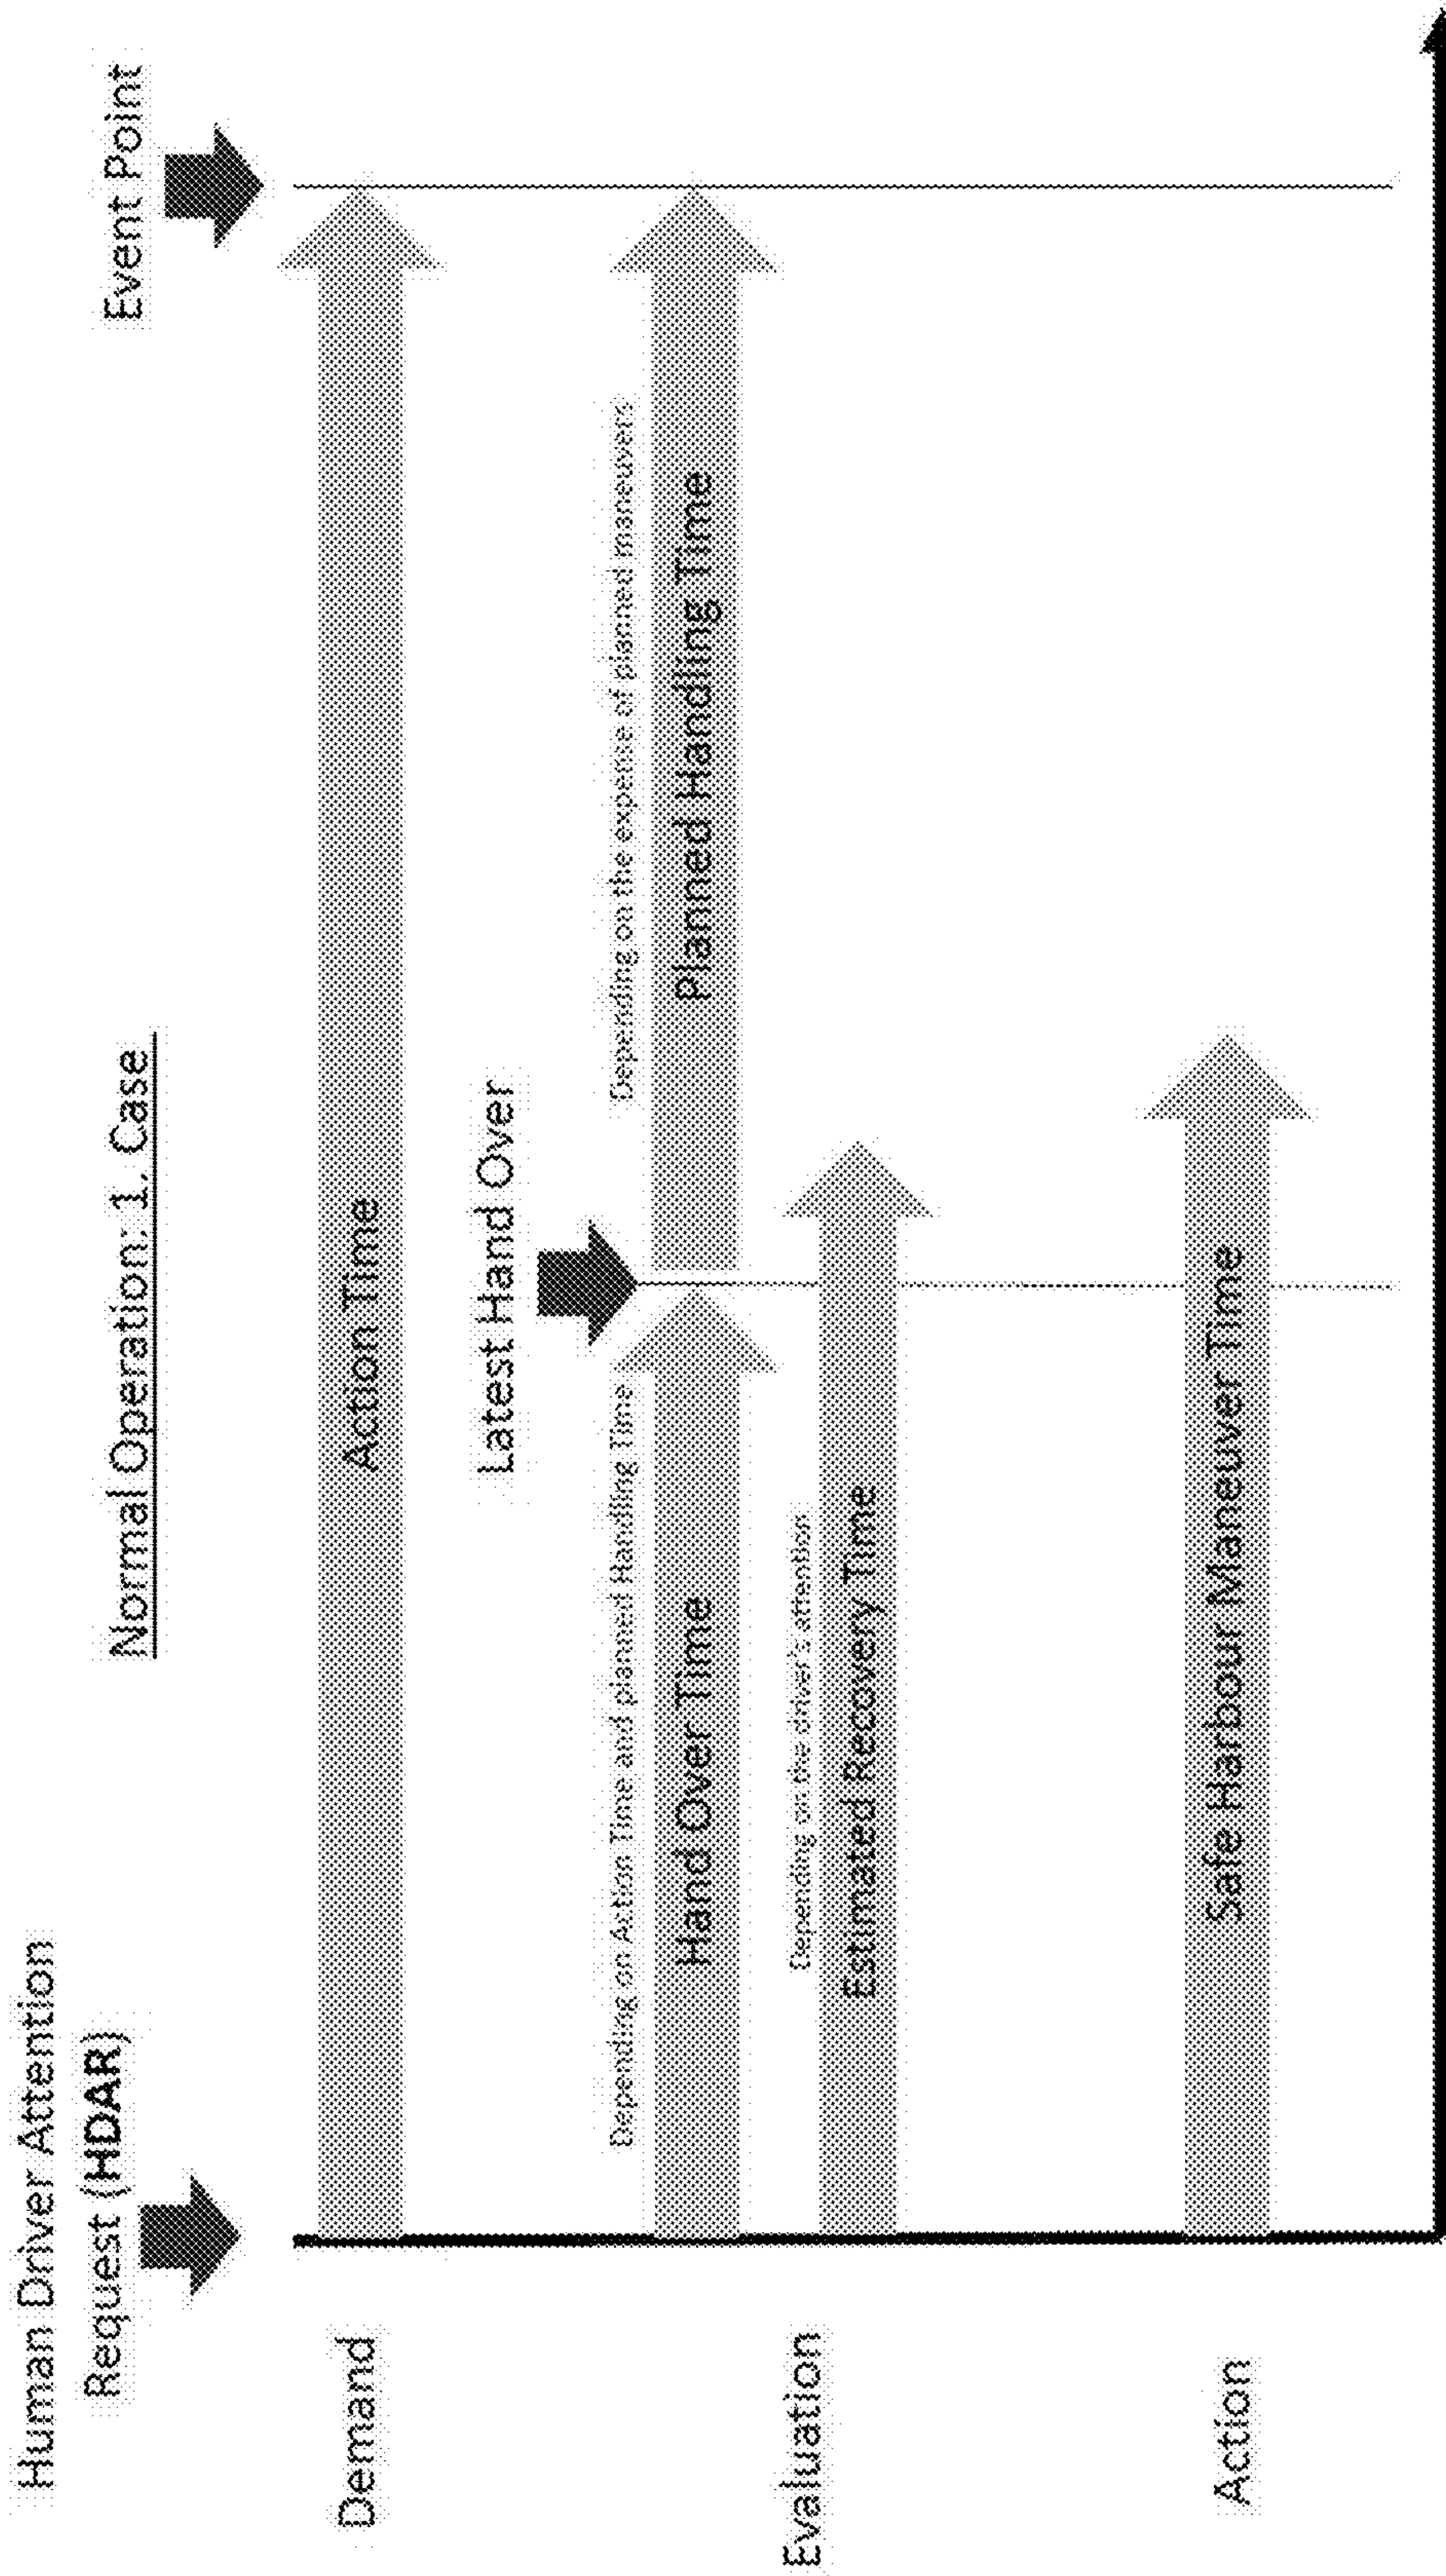 Human Driver Attention
Request (HDAR)
Normal Operation: 1. Case
Event Point
Demand
Action Time
Latest Hand Over
Depending on Action Time and planned Handling Time
Depending on the expense of planned maneuvers
Hand Over Time
Planned Handling Time
Evaluation
Depending on the driver's attention
Estimated Recovery Time
Action
Safe Harbour Maneuver Time